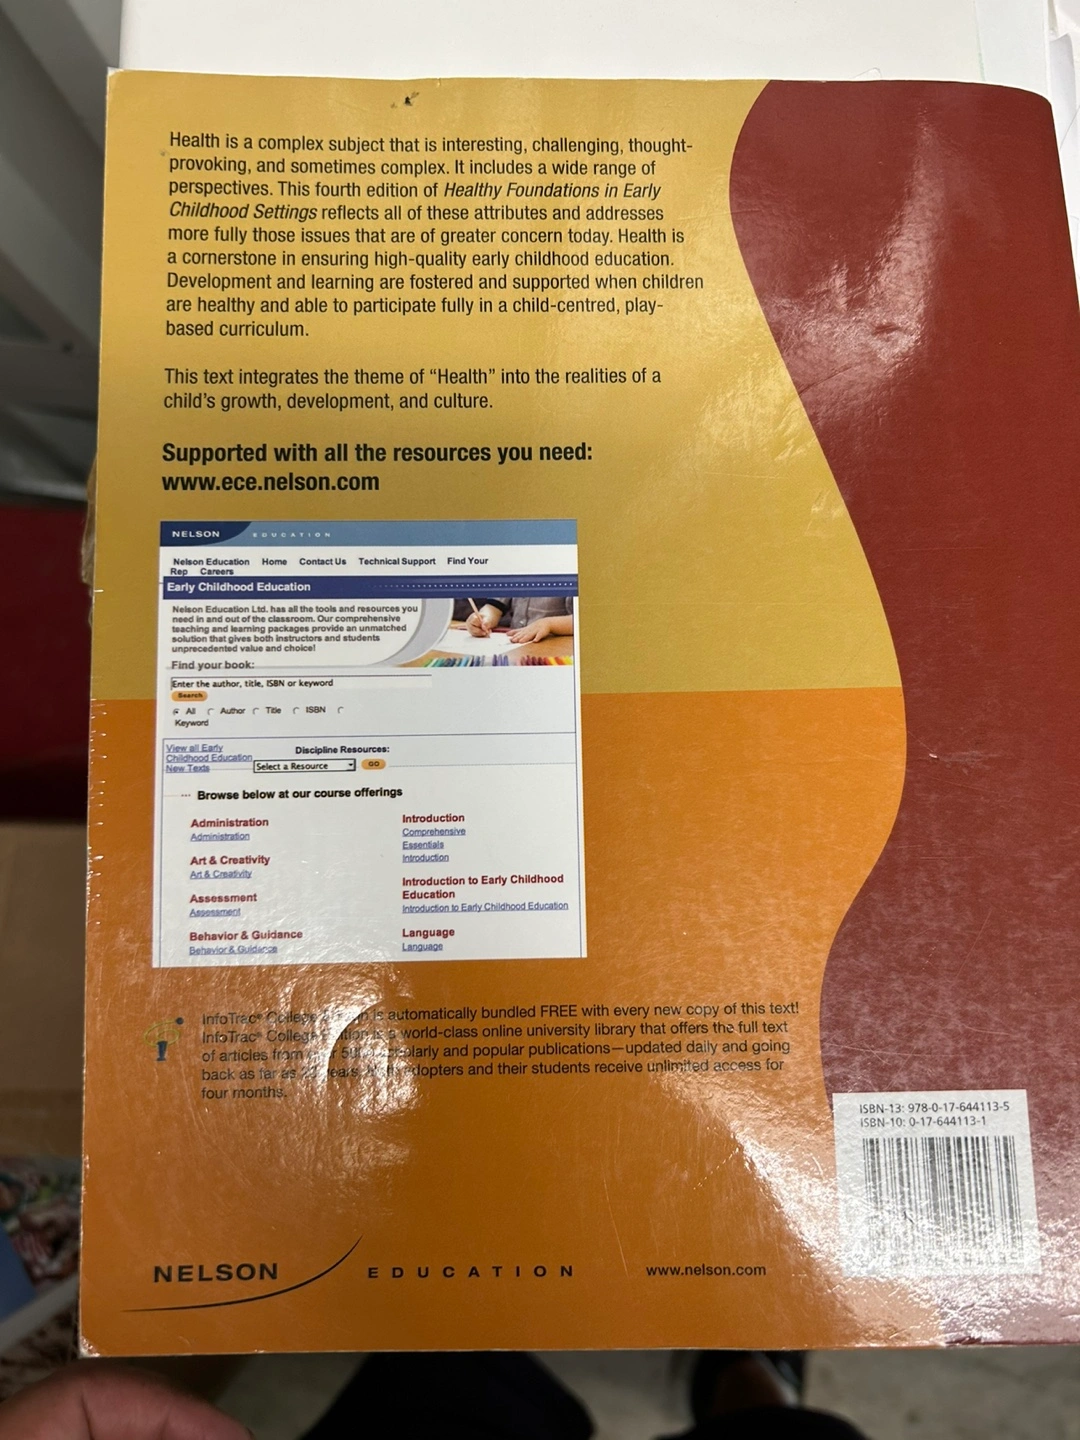 Health is a complex subject that is interesting, challenging, thought-
provoking, and sometimes complex. It includes a wide range of
perspectives. This fourth edition of Healthy Foundations in Early
Childhood Settings reflects all of these attributes and addresses
more fully those issues that are of greater concern today. Health is
a cornerstone in ensuring high-quality early childhood education.
Development and learning are fostered and supported when children
are healthy and able to participate fully in a child-centred, play-
based curriculum.
This text integrates the theme of “Health” into the realities of a
child’s growth, development, and culture.
Supported with all the resources you need:
www.ece.nelson.com
NELSON EDUCATION
Nelson Education Home Contact Us Technical Support Find Your
Rep Careers
Early Childhood Education
Nelson Education Ltd. has all the tools and resources you
need in and out of the classroom. Our comprehensive
teaching and learning packages provide an unmatched
solution that gives both instructors and students
unprecedented value and choice!
Find your book:
Enter the author, title, ISBN or keyword
Search
All Author Title ISBN
Keyword
View all Early
Childhood Education
New Texts
Discipline Resources:
Select a Resource GO
Browse below at our course offerings
Administration
Administration
Art & Creativity
Art & Creativity
Assessment
Assessment
Behavior & Guidance
Behavior & Guidance
Introduction
Comprehensive
Essentials
Introduction
Introduction to Early Childhood
Education
Introduction to Early Childhood Education
Language
Language
InfoTrac® College is automatically bundled FREE with every new copy of this text!
InfoTrac® College is a world-class online university library that offers the full text
of articles from scholarly and popular publications—updated daily and going
back as far as years. adopters and their students receive unlimited access for
four months.
ISBN-13: 978-0-17-644113-5
ISBN-10: 0-17-644113-1
NELSON EDUCATION www.nelson.com